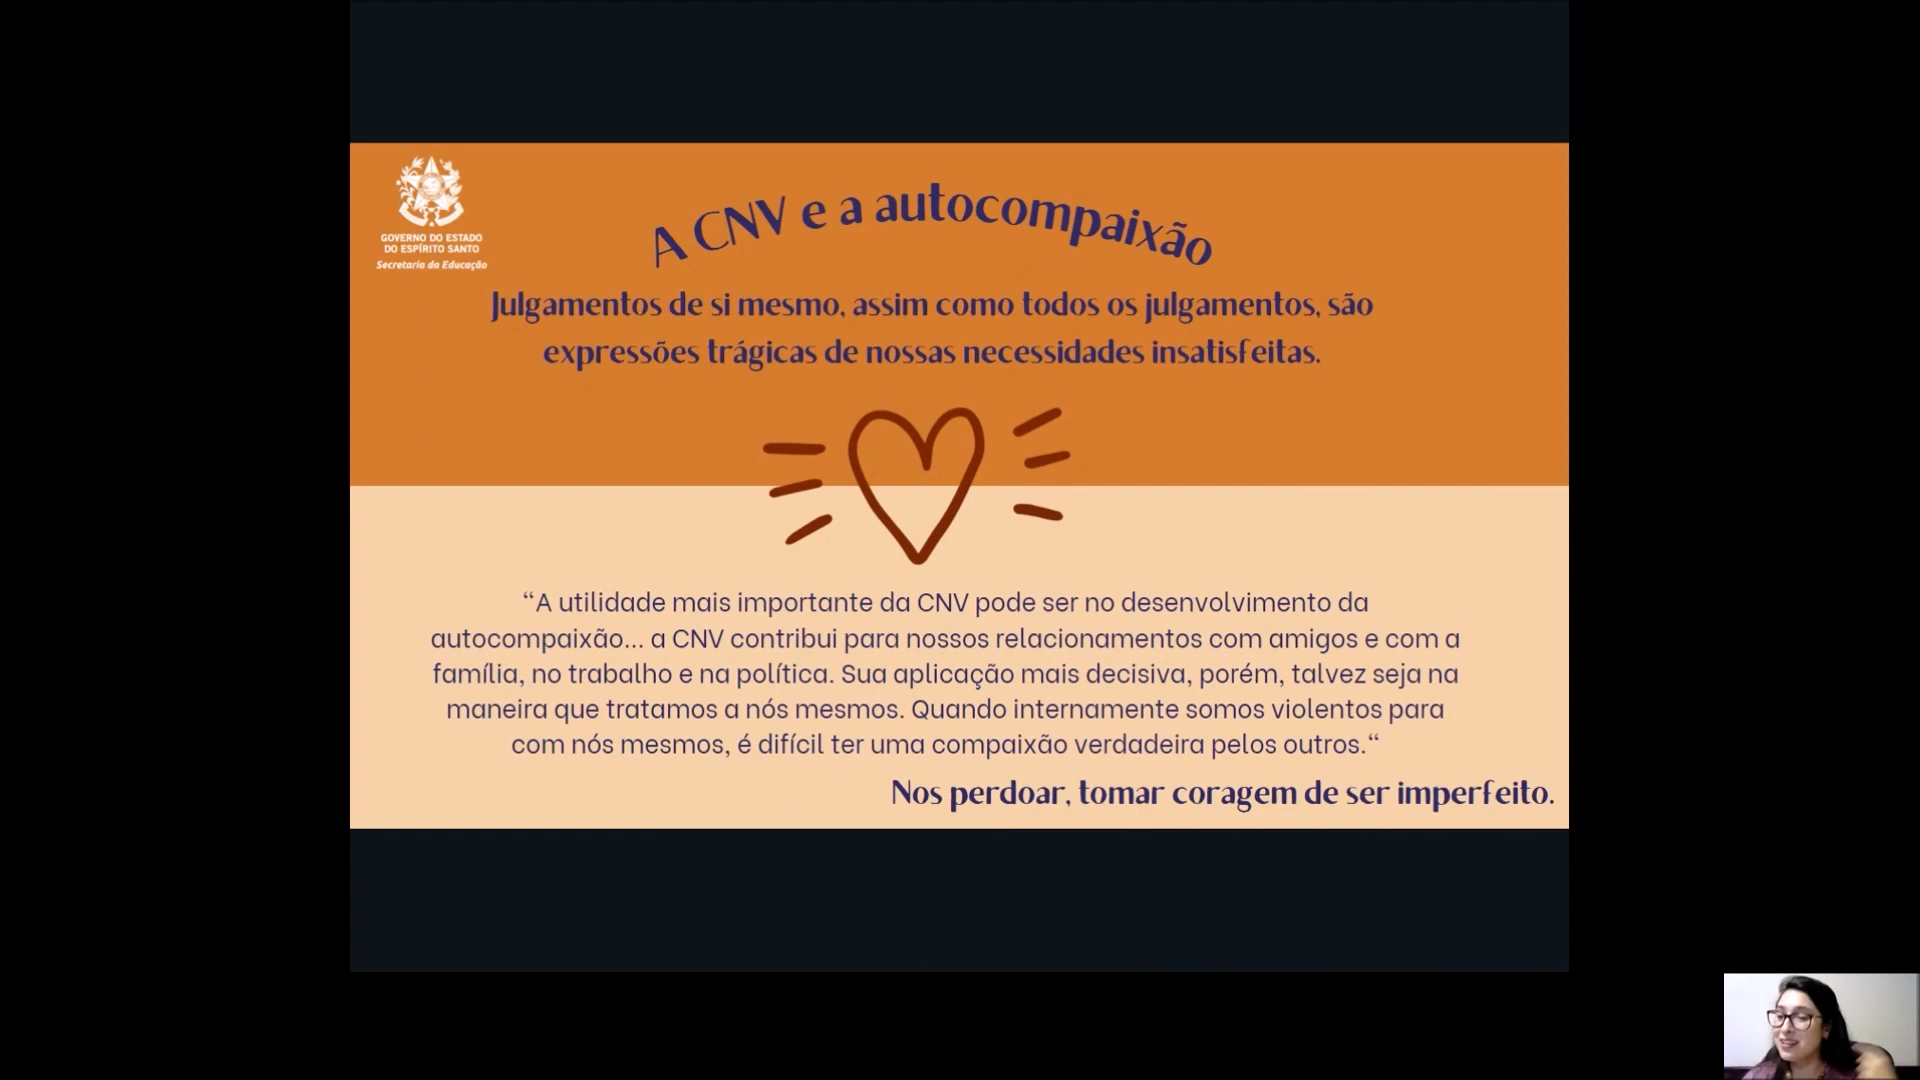 GOVERNO DO ESTADO
DO ESPÍRITO SANTO
Secretaria da Educação
A CNV e a autocompaixão
Julgamentos de si mesmo, assim como todos os julgamentos, são
expressões trágicas de nossas necessidades insatisfeitas.
“A utilidade mais importante da CNV pode ser no desenvolvimento da
autocompaixão... a CNV contribui para nossos relacionamentos com amigos e com a
família, no trabalho e na política. Sua aplicação mais decisiva, porém, talvez seja na
maneira que tratamos a nós mesmos. Quando internamente somos violentos para
com nós mesmos, é difícil ter uma compaixão verdadeira pelos outros.“
Nos perdoar, tomar coragem de ser imperfeito.